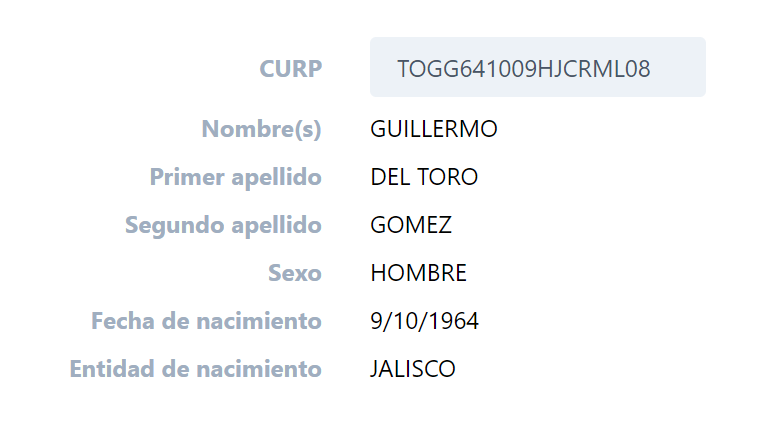 CURP TOGG641009HJCRML08
Nombre(s) GUILLERMO
Primer apellido DEL TORO
Segundo apellido GOMEZ
Sexo HOMBRE
Fecha de nacimiento 9/10/1964
Entidad de nacimiento JALISCO